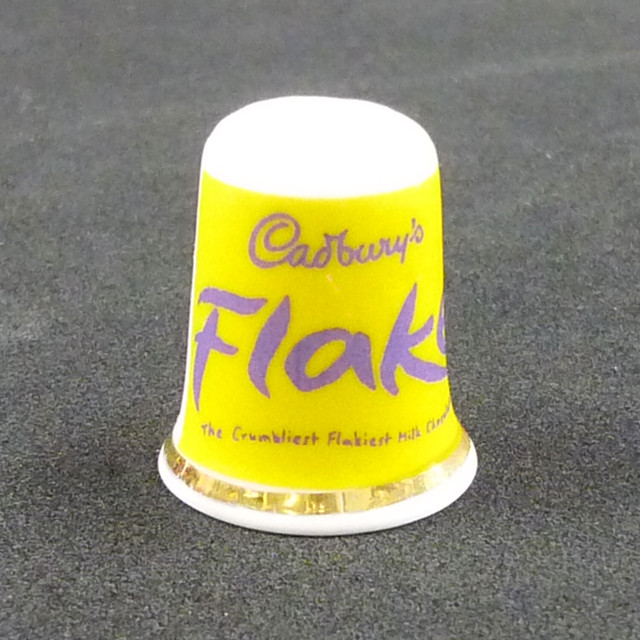 Cadbury's
Flak
The Crumbliest Flakiest Milk